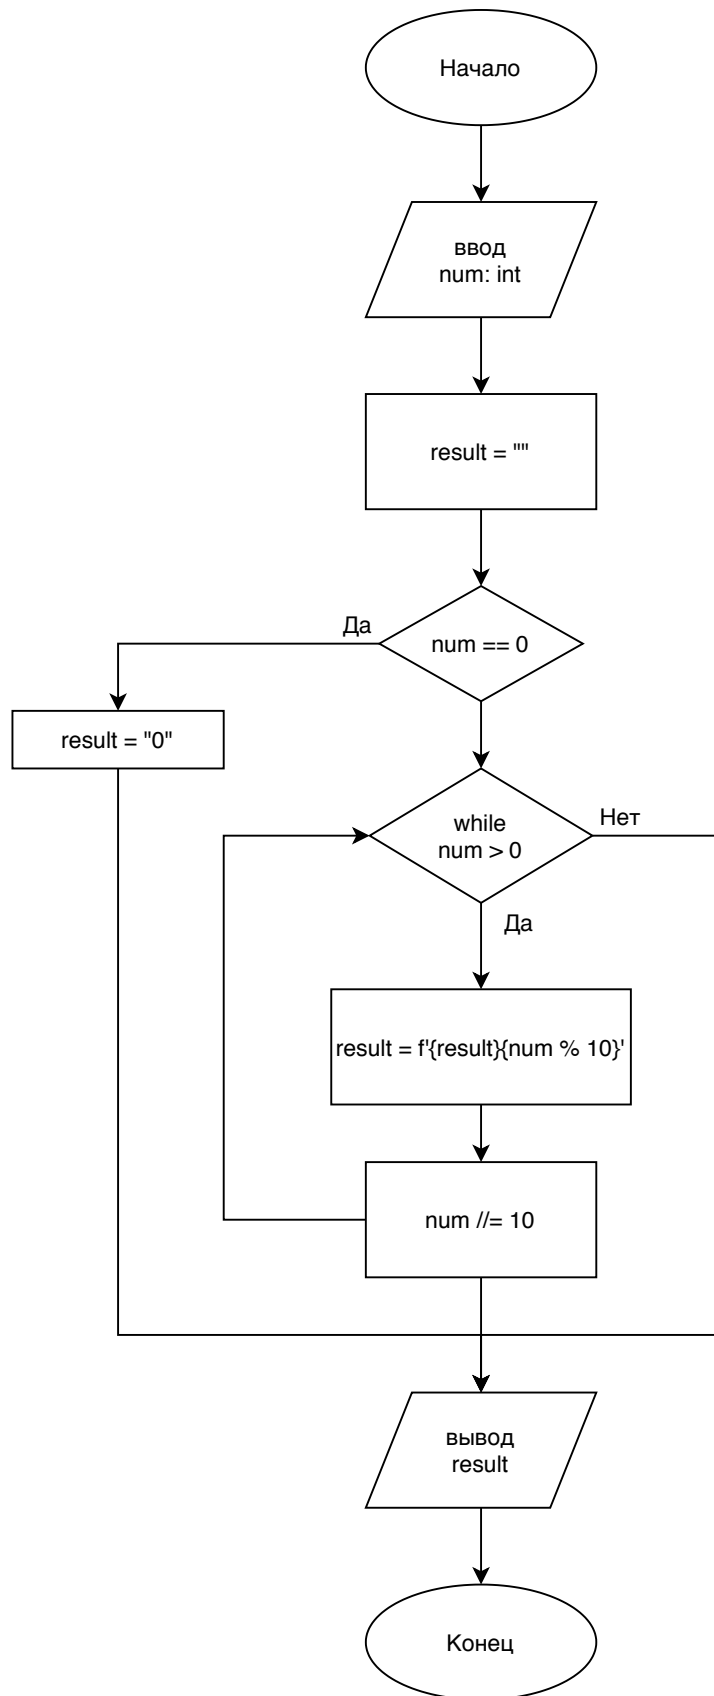 Начало
ввод
num: int
result = ""
Да
num == 0
result = "0"
while
num > 0
Нет
Да
result = f'{result}{num % 10}'
num //= 10
вывод
result
Конец